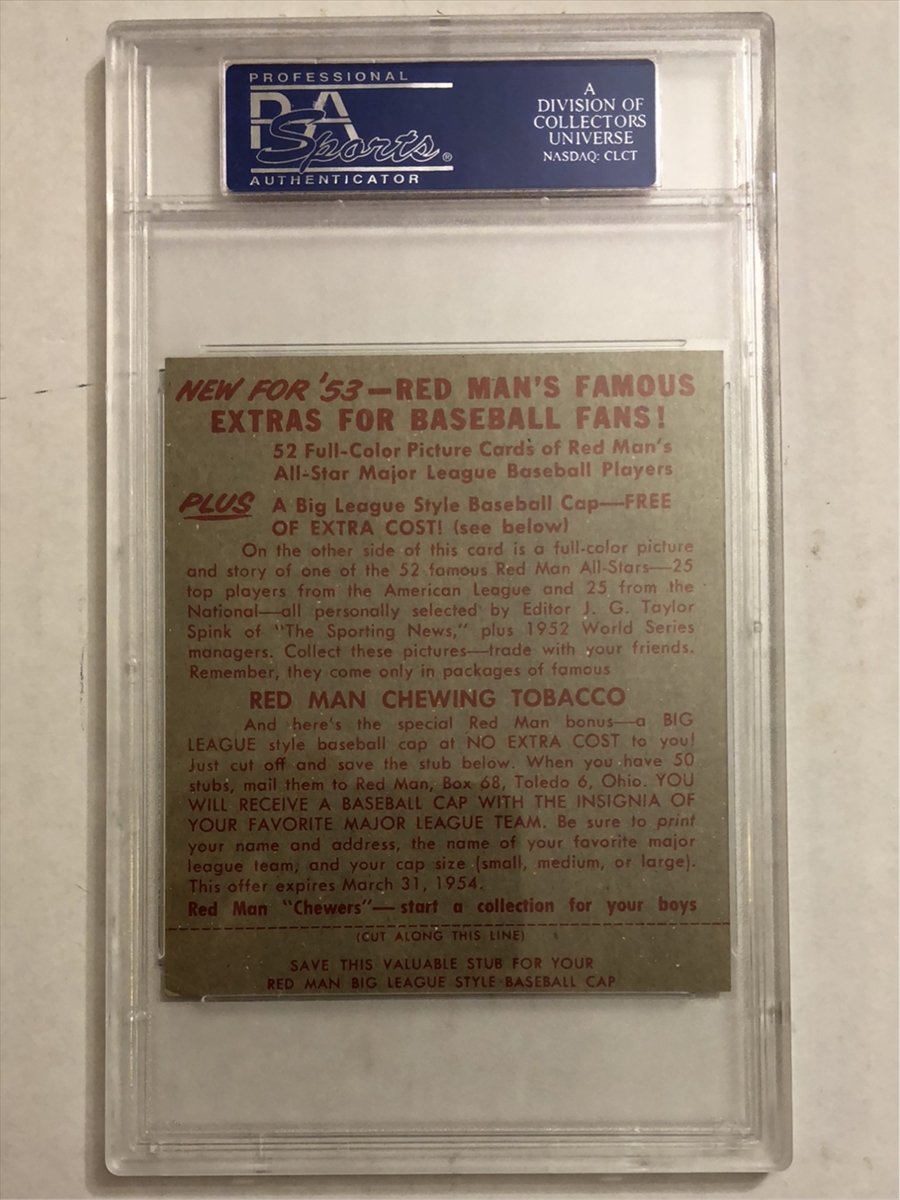 PROFESSIONAL
PSA
Sports®
AUTHENTICATOR
A
DIVISION OF
COLLECTORS
UNIVERSE
NASDAQ: CLCT
NEW FOR '53—RED MAN'S FAMOUS
EXTRAS FOR BASEBALL FANS!
52 Full-Color Picture Cards of Red Man's
All-Star Major League Baseball Players
PLUS A Big League Style Baseball Cap—FREE
OF EXTRA COST! (see below)
On the other side of this card is a full-color picture
and story of one of the 52 famous Red Man All-Stars—25
top players from the American League and 25 from the
National—all personally selected by Editor J. G. Taylor
Spink of "The Sporting News," plus 1952 World Series
managers. Collect these pictures—trade with your friends.
Remember, they come only in packages of famous
RED MAN CHEWING TOBACCO
And here's the special Red Man bonus—a BIG
LEAGUE style baseball cap at NO EXTRA COST to you!
Just cut off and save the stub below. When you have 50
stubs, mail them to Red Man, Box 68, Toledo 6, Ohio. YOU
WILL RECEIVE A BASEBALL CAP WITH THE INSIGNIA OF
YOUR FAVORITE MAJOR LEAGUE TEAM. Be sure to print
your name and address, the name of your favorite major
league team, and your cap size (small, medium, or large).
This offer expires March 31, 1954.
Red Man "Chewers"—start a collection for your boys
(CUT ALONG THIS LINE)
SAVE THIS VALUABLE STUB FOR YOUR
RED MAN BIG LEAGUE STYLE BASEBALL CAP